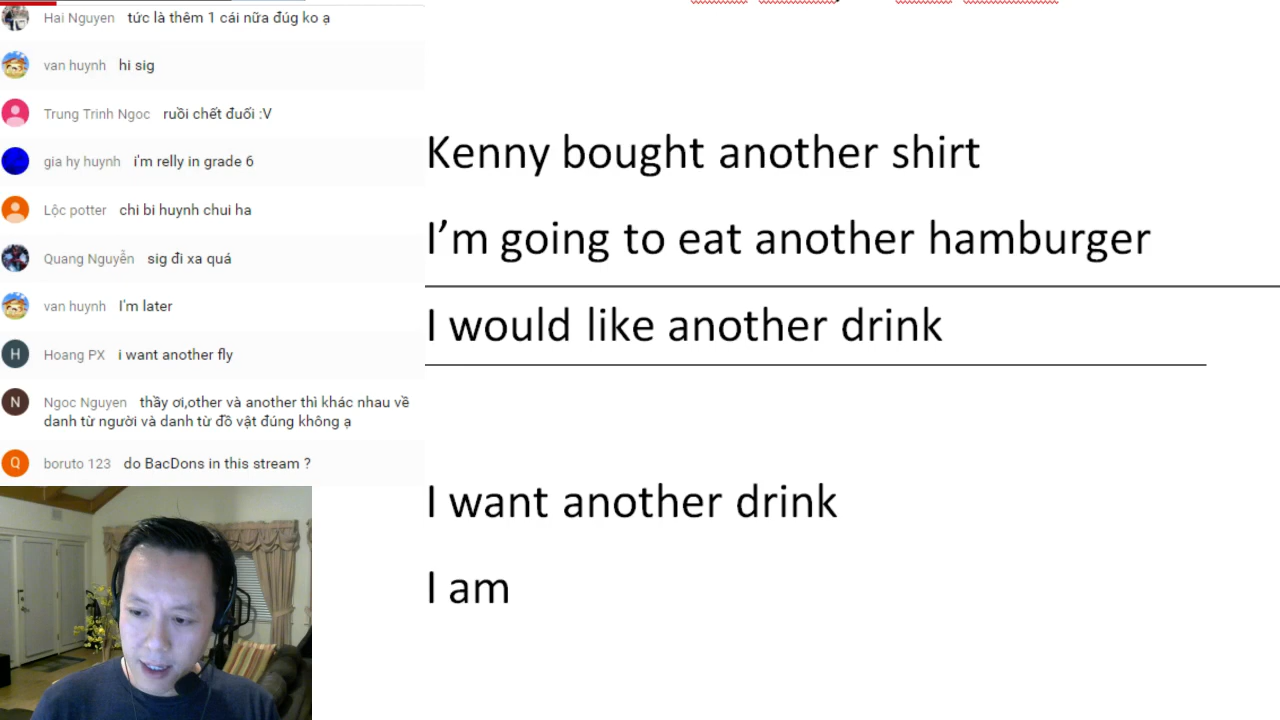 Hai Nguyen tức là thêm 1 cái nữa đúg ko ạ
van huynh hi sig
Trung Trinh Ngoc ruồi chết đuối :V
gia hy huynh i'm relly in grade 6
Lộc potter chi bi huynh chui ha
Quang Nguyễn sig đi xa quá
van huynh I'm later
H Hoang PX i want another fly
N Ngoc Nguyen thầy ơi,other và another thì khác nhau về
danh từ người và danh từ đồ vật đúng không ạ
Q boruto 123 do BacDons in this stream ?
Kenny bought another shirt
I’m going to eat another hamburger
I would like another drink
I want another drink
I am